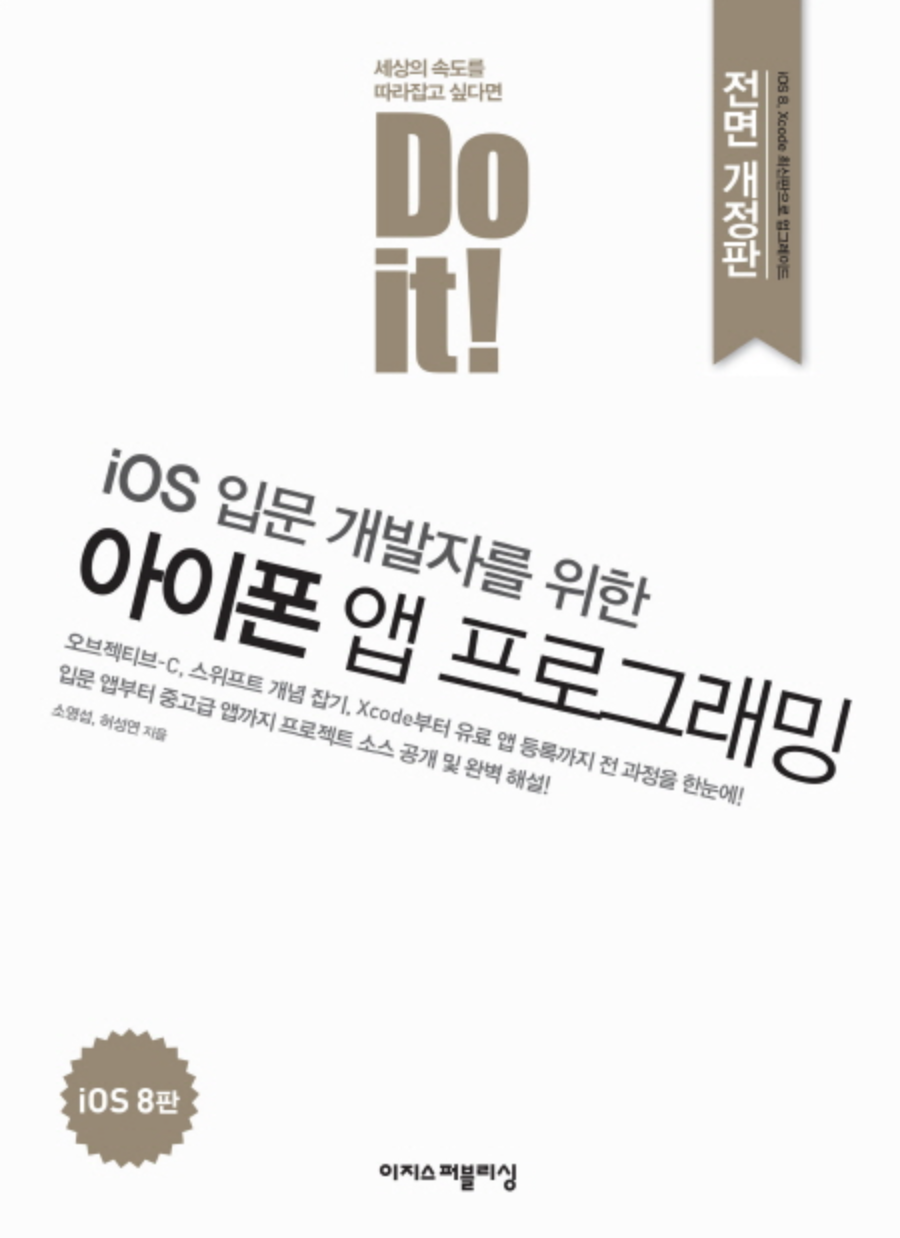 세상의 속도를
따라잡고 싶다면
Do
it!
전면 개정판
iOS 8, Xcode 최신판으로 업그레이드
iOS 입문 개발자를 위한
아이폰 앱 프로그래밍
오브젝티브-C, 스위프트 개념 잡기, Xcode부터 유료 앱 등록까지 전 과정을 한눈에!
입문 앱부터 중고급 앱까지 프로젝트 소스 공개 및 완벽 해설!
소영섭, 허성연 지음
iOS 8판
이지스퍼블리싱